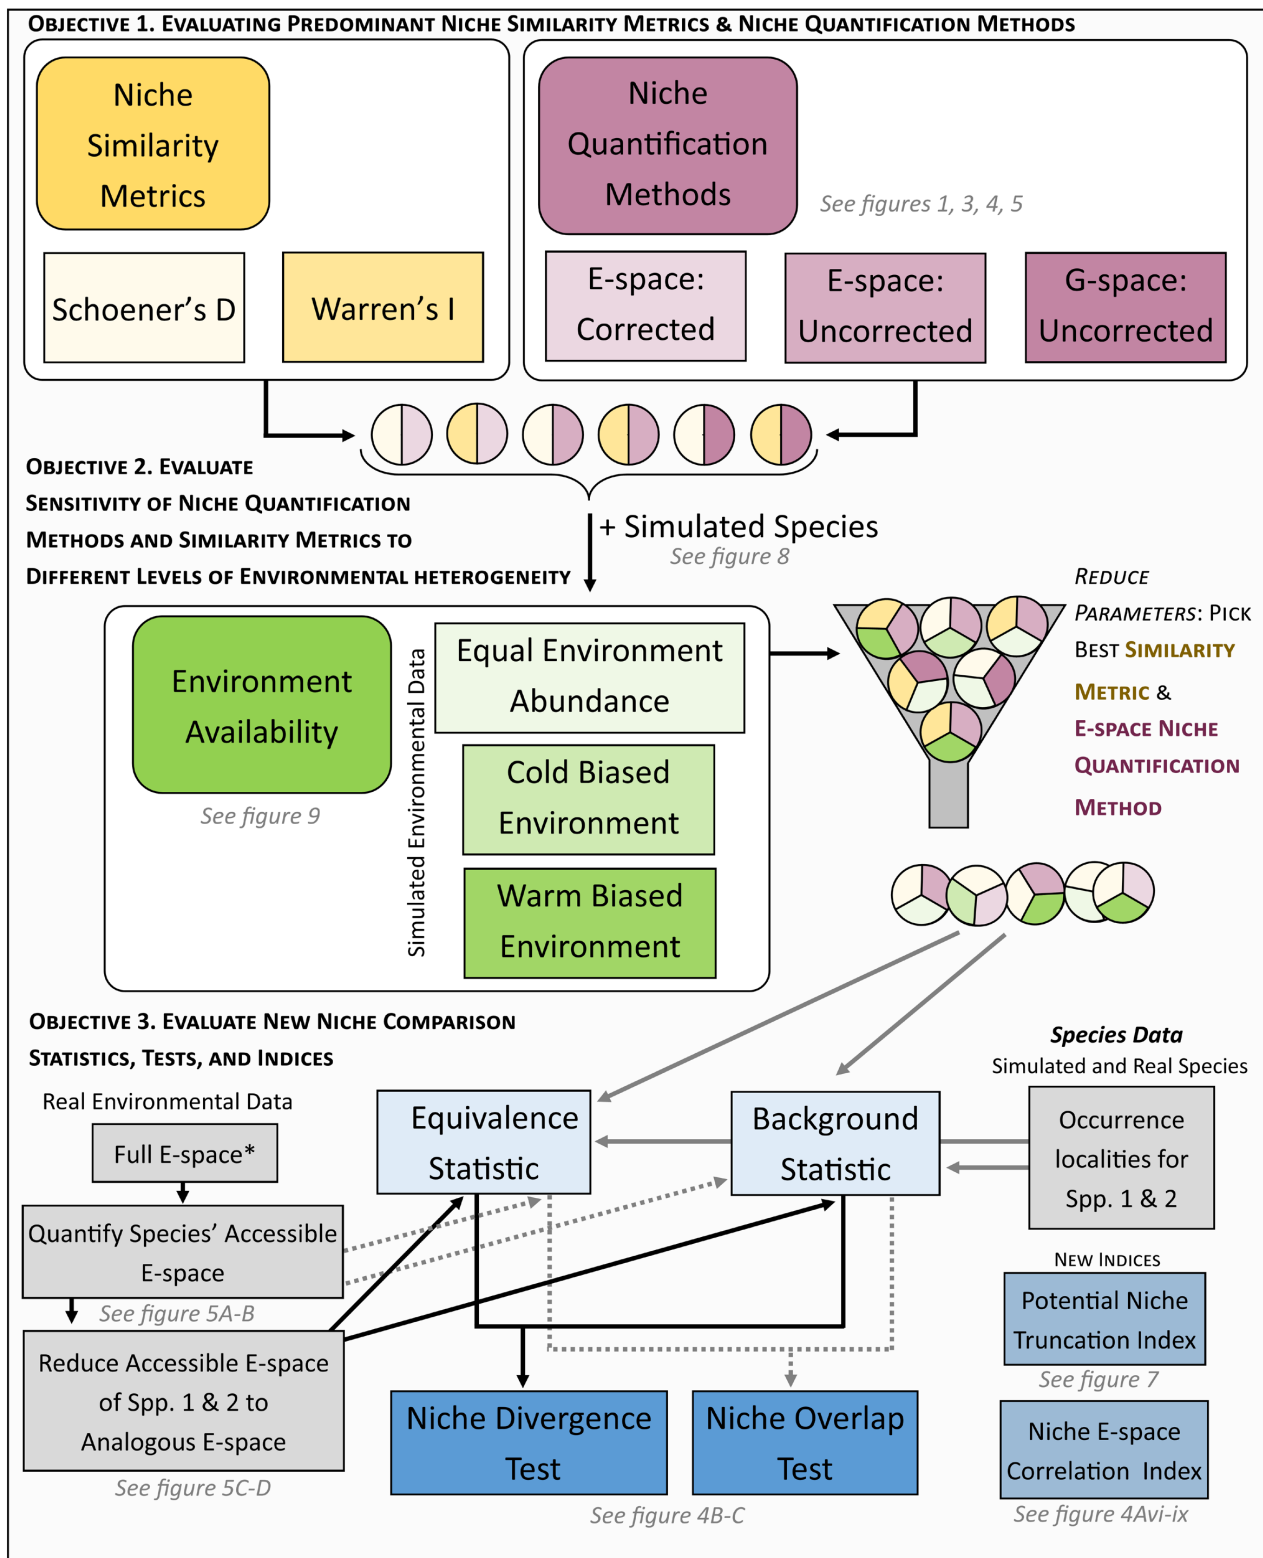 Objective 1. Evaluating Predominant Niche Similarity Metrics & Niche Quantification Methods
Niche
Similarity
Metrics
Schoener's D
Warren's I
Niche
Quantification
Methods
See figures 1, 3, 4, 5
E-space:
Corrected
E-space:
Uncorrected
G-space:
Uncorrected
Objective 2. Evaluate
Sensitivity of Niche Quantification
Methods and Similarity Metrics to
Different Levels of Environmental heterogeneity
+ Simulated Species
See figure 8
Environment
Availability
See figure 9
Simulated Environmental Data
Equal Environment
Abundance
Cold Biased
Environment
Warm Biased
Environment
Reduce
Parameters: Pick
Best Similarity
Metric &
E-space Niche
Quantification
Method
Objective 3. Evaluate New Niche Comparison
Statistics, Tests, and Indices
Real Environmental Data
Full E-space*
Quantify Species' Accessible
E-space
See figure 5A-B
Reduce Accessible E-space
of Spp. 1 & 2 to
Analogous E-space
See figure 5C-D
Equivalence
Statistic
Background
Statistic
Species Data
Simulated and Real Species
Occurrence
localities for
Spp. 1 & 2
New Indices
Potential Niche
Truncation Index
See figure 7
Niche E-space
Correlation Index
See figure 4Avi-ix
Niche Divergence
Test
Niche Overlap
Test
See figure 4B-C